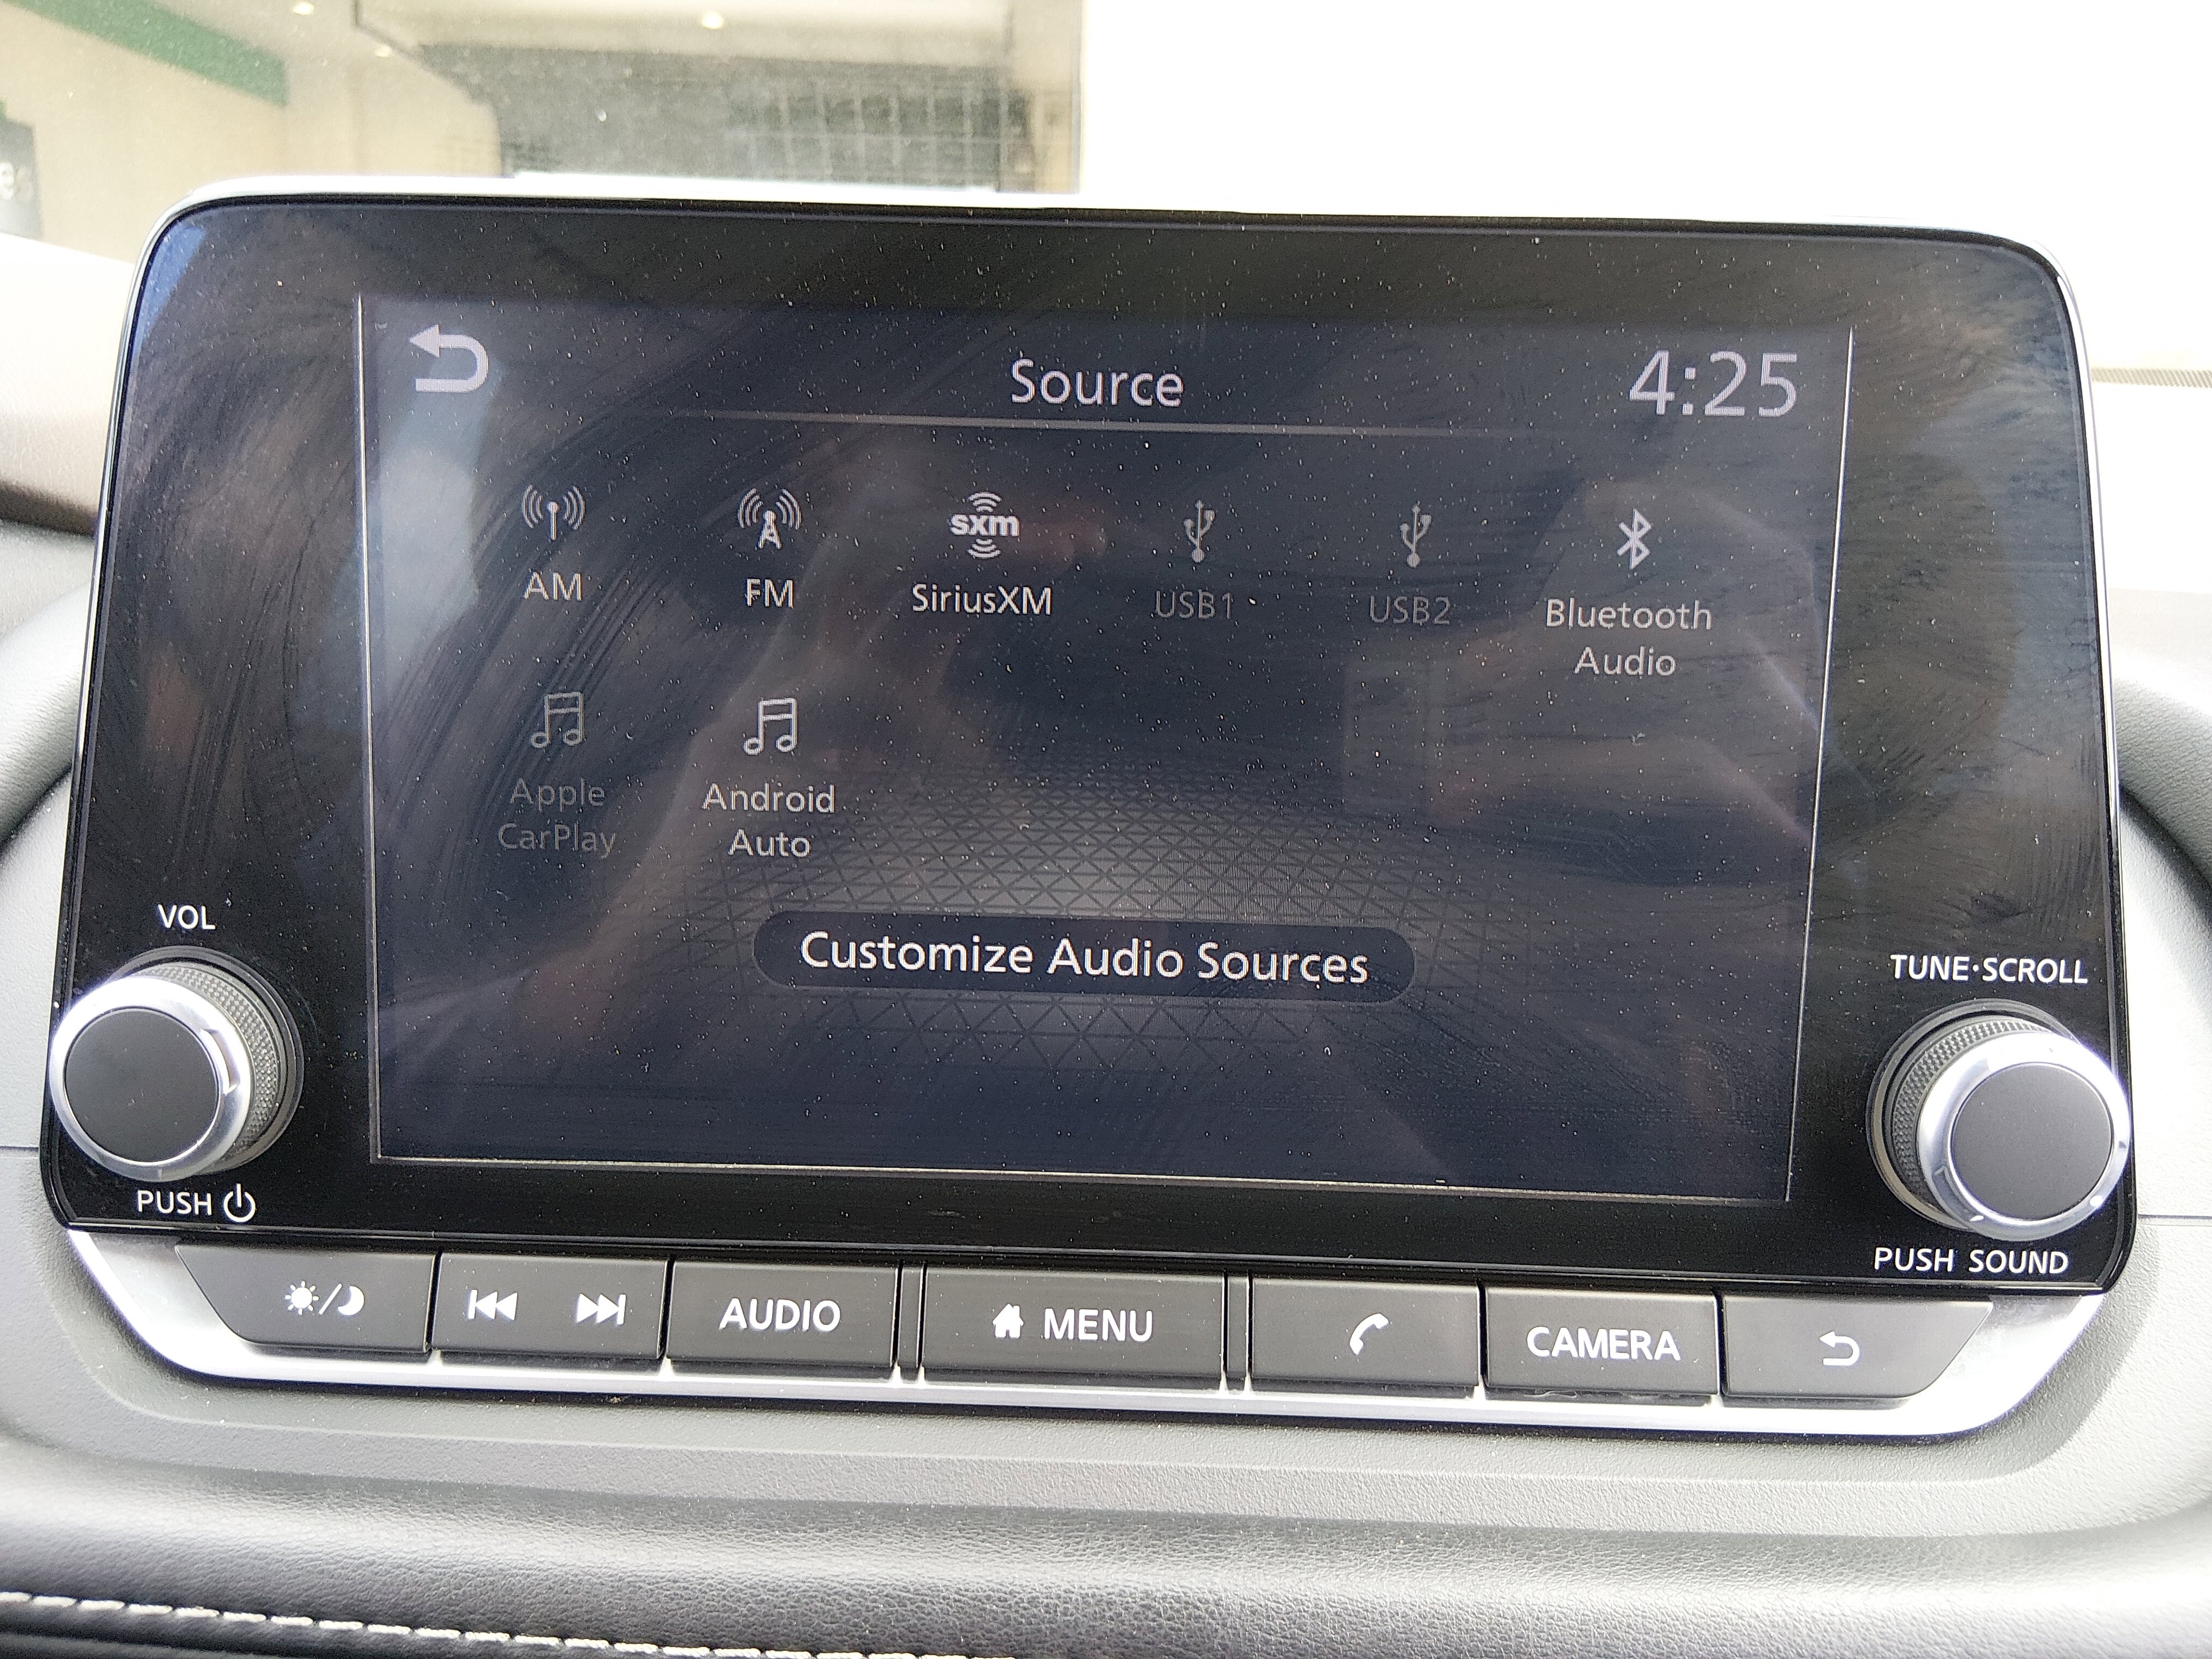 Source
4:25
sxm
AM
FM
SiriusXM
USB1
USB2
Bluetooth
Audio
Apple
CarPlay
Android
Auto
Customize Audio Sources
VOL
TUNE·SCROLL
PUSH
PUSH SOUND
AUDIO
MENU
CAMERA